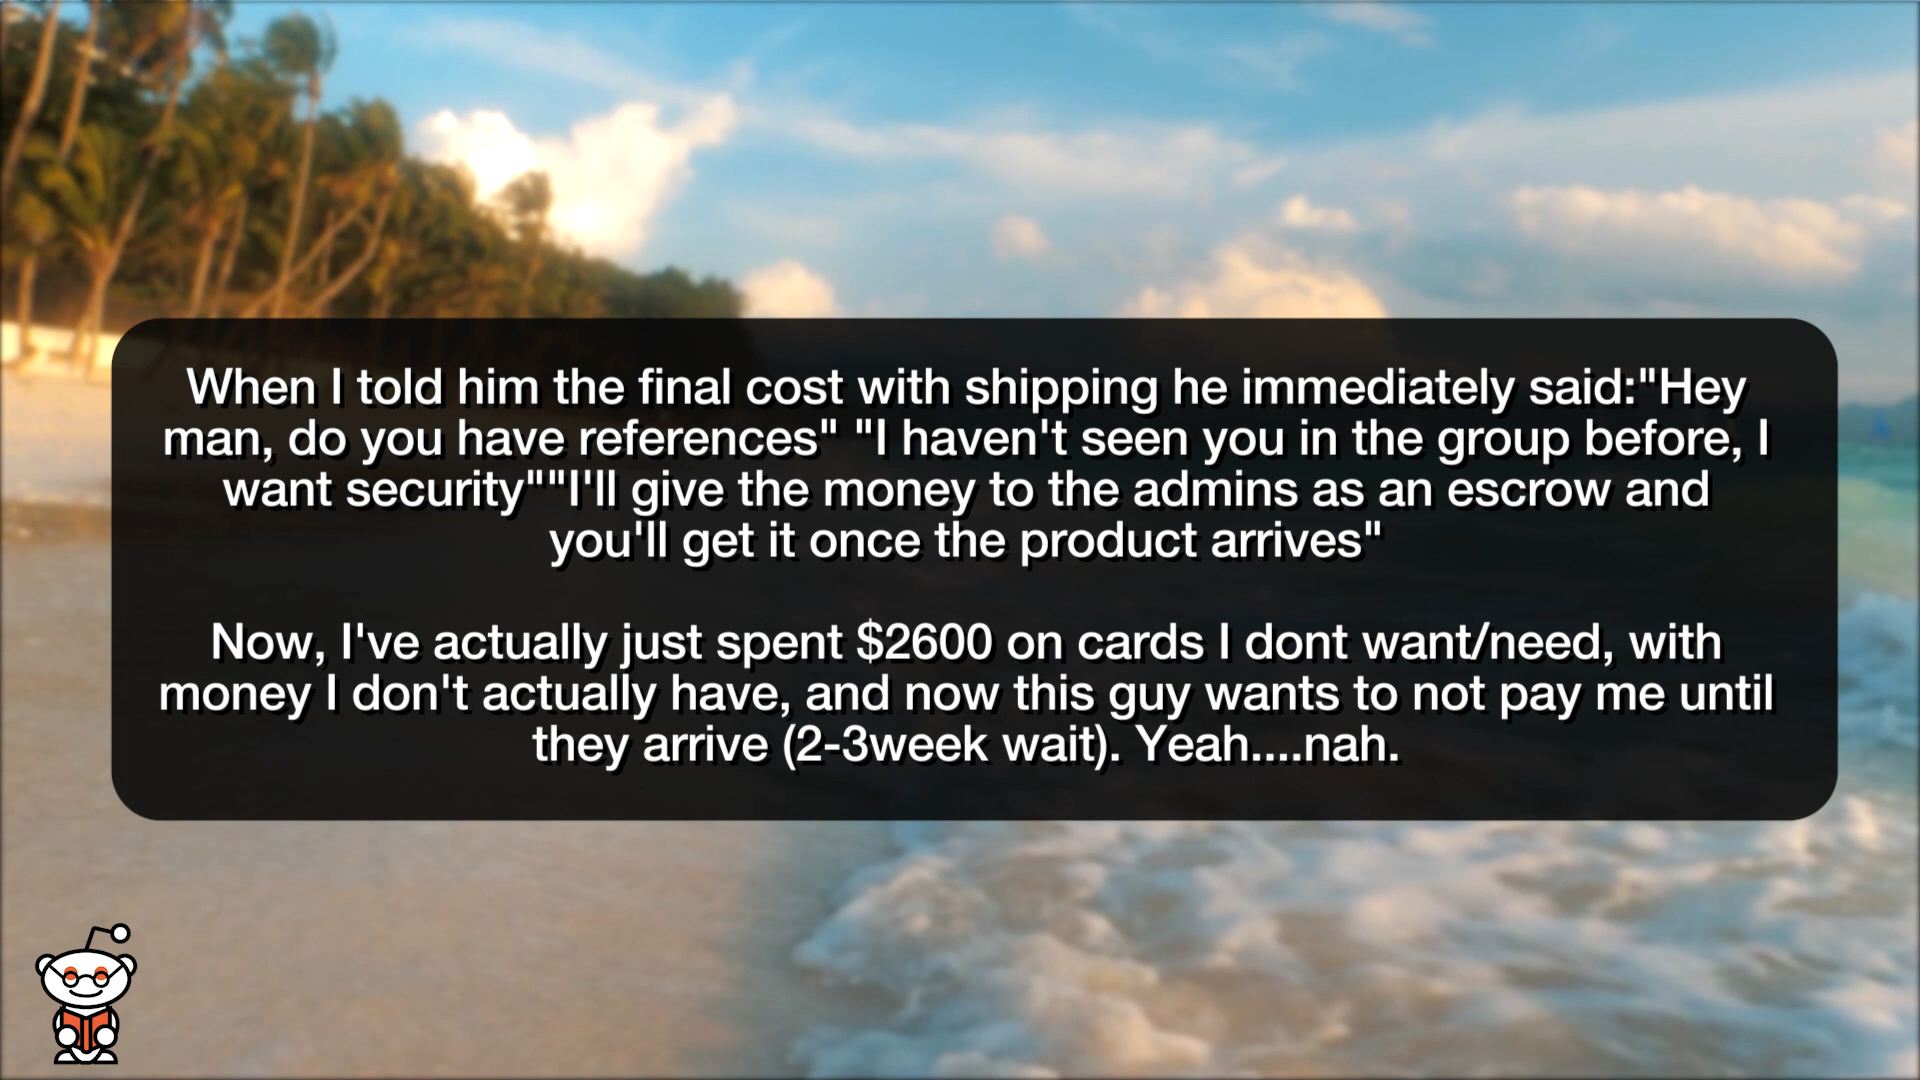 When I told him the final cost with shipping he immediately said:"Hey
man, do you have references" "I haven't seen you in the group before, I
want security""I'll give the money to the admins as an escrow and
you'll get it once the product arrives"
Now, I've actually just spent $2600 on cards I dont want/need, with
money I don't actually have, and now this guy wants to not pay me until
they arrive (2-3week wait). Yeah....nah.